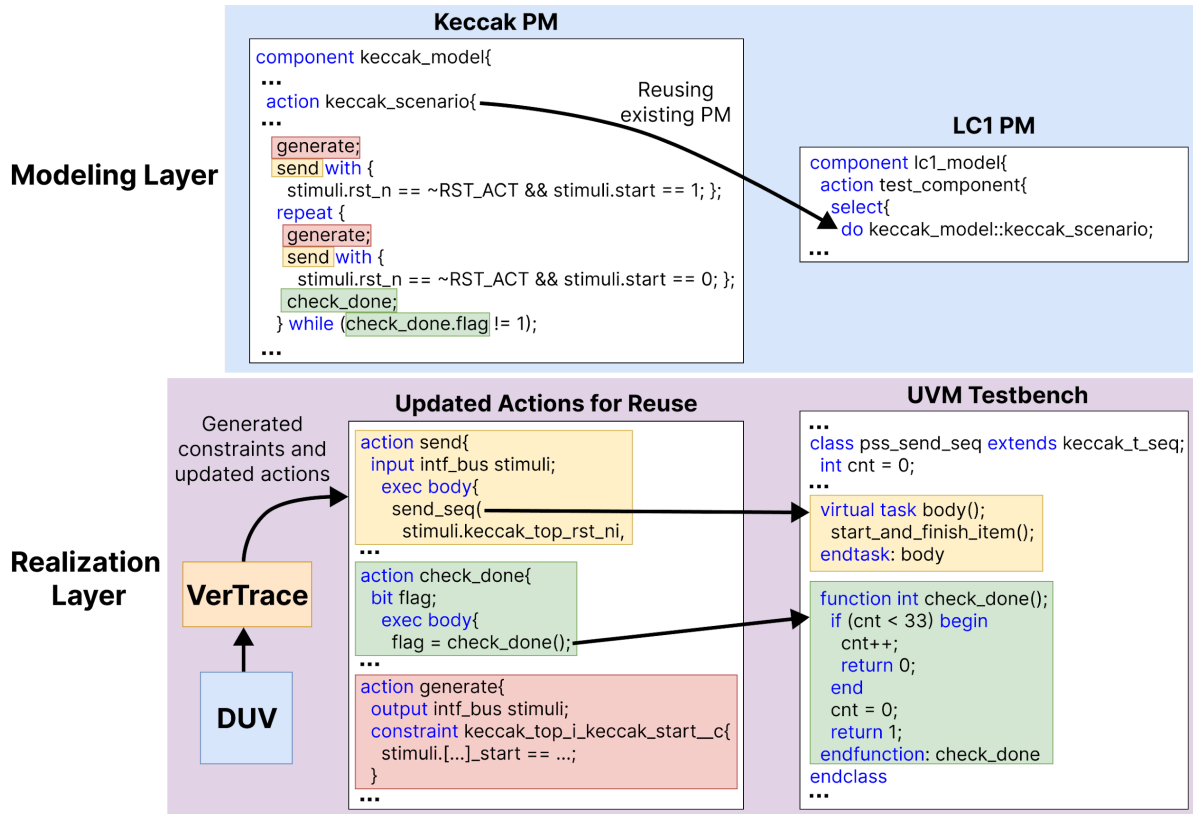 Modeling Layer
Keccak PM
component keccak_model{
...
action keccak_scenario{
...
generate;
send with {
stimuli.rst_n == ~RST_ACT && stimuli.start == 1; };
repeat {
generate;
send with {
stimuli.rst_n == ~RST_ACT && stimuli.start == 0; };
check_done;
} while (check_done.flag != 1);
...
Reusing
existing PM
LC1 PM
component lc1_model{
action test_component{
select{
do keccak_model::keccak_scenario;
...
Realization
Layer
Generated
constraints and
updated actions
VerTrace
DUV
Updated Actions for Reuse
action send{
input intf_bus stimuli;
exec body{
send_seq(
stimuli.keccak_top_rst_ni,
...
action check_done{
bit flag;
exec body{
flag = check_done();
...
action generate{
output intf_bus stimuli;
constraint keccak_top_i_keccak_start__c{
stimuli.[...]_start == ...;
}
...
UVM Testbench
...
class pss_send_seq extends keccak_t_seq;
int cnt = 0;
...
virtual task body();
start_and_finish_item();
endtask: body
function int check_done();
if (cnt < 33) begin
cnt++;
return 0;
end
cnt = 0;
return 1;
endfunction: check_done
endclass
...